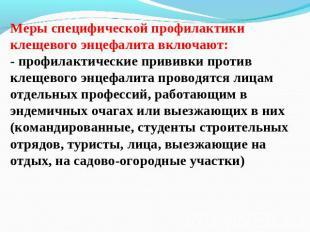 Меры специфической профилактики
клещевого энцефалита включают:
- профилактические прививки против
клещевого энцефалита проводятся лицам
отдельных профессий, работающим в
эндемичных очагах или выезжающих в них
(командированные, студенты строительных
отрядов, туристы, лица, выезжающие на
отдых, на садово-огородные участки)